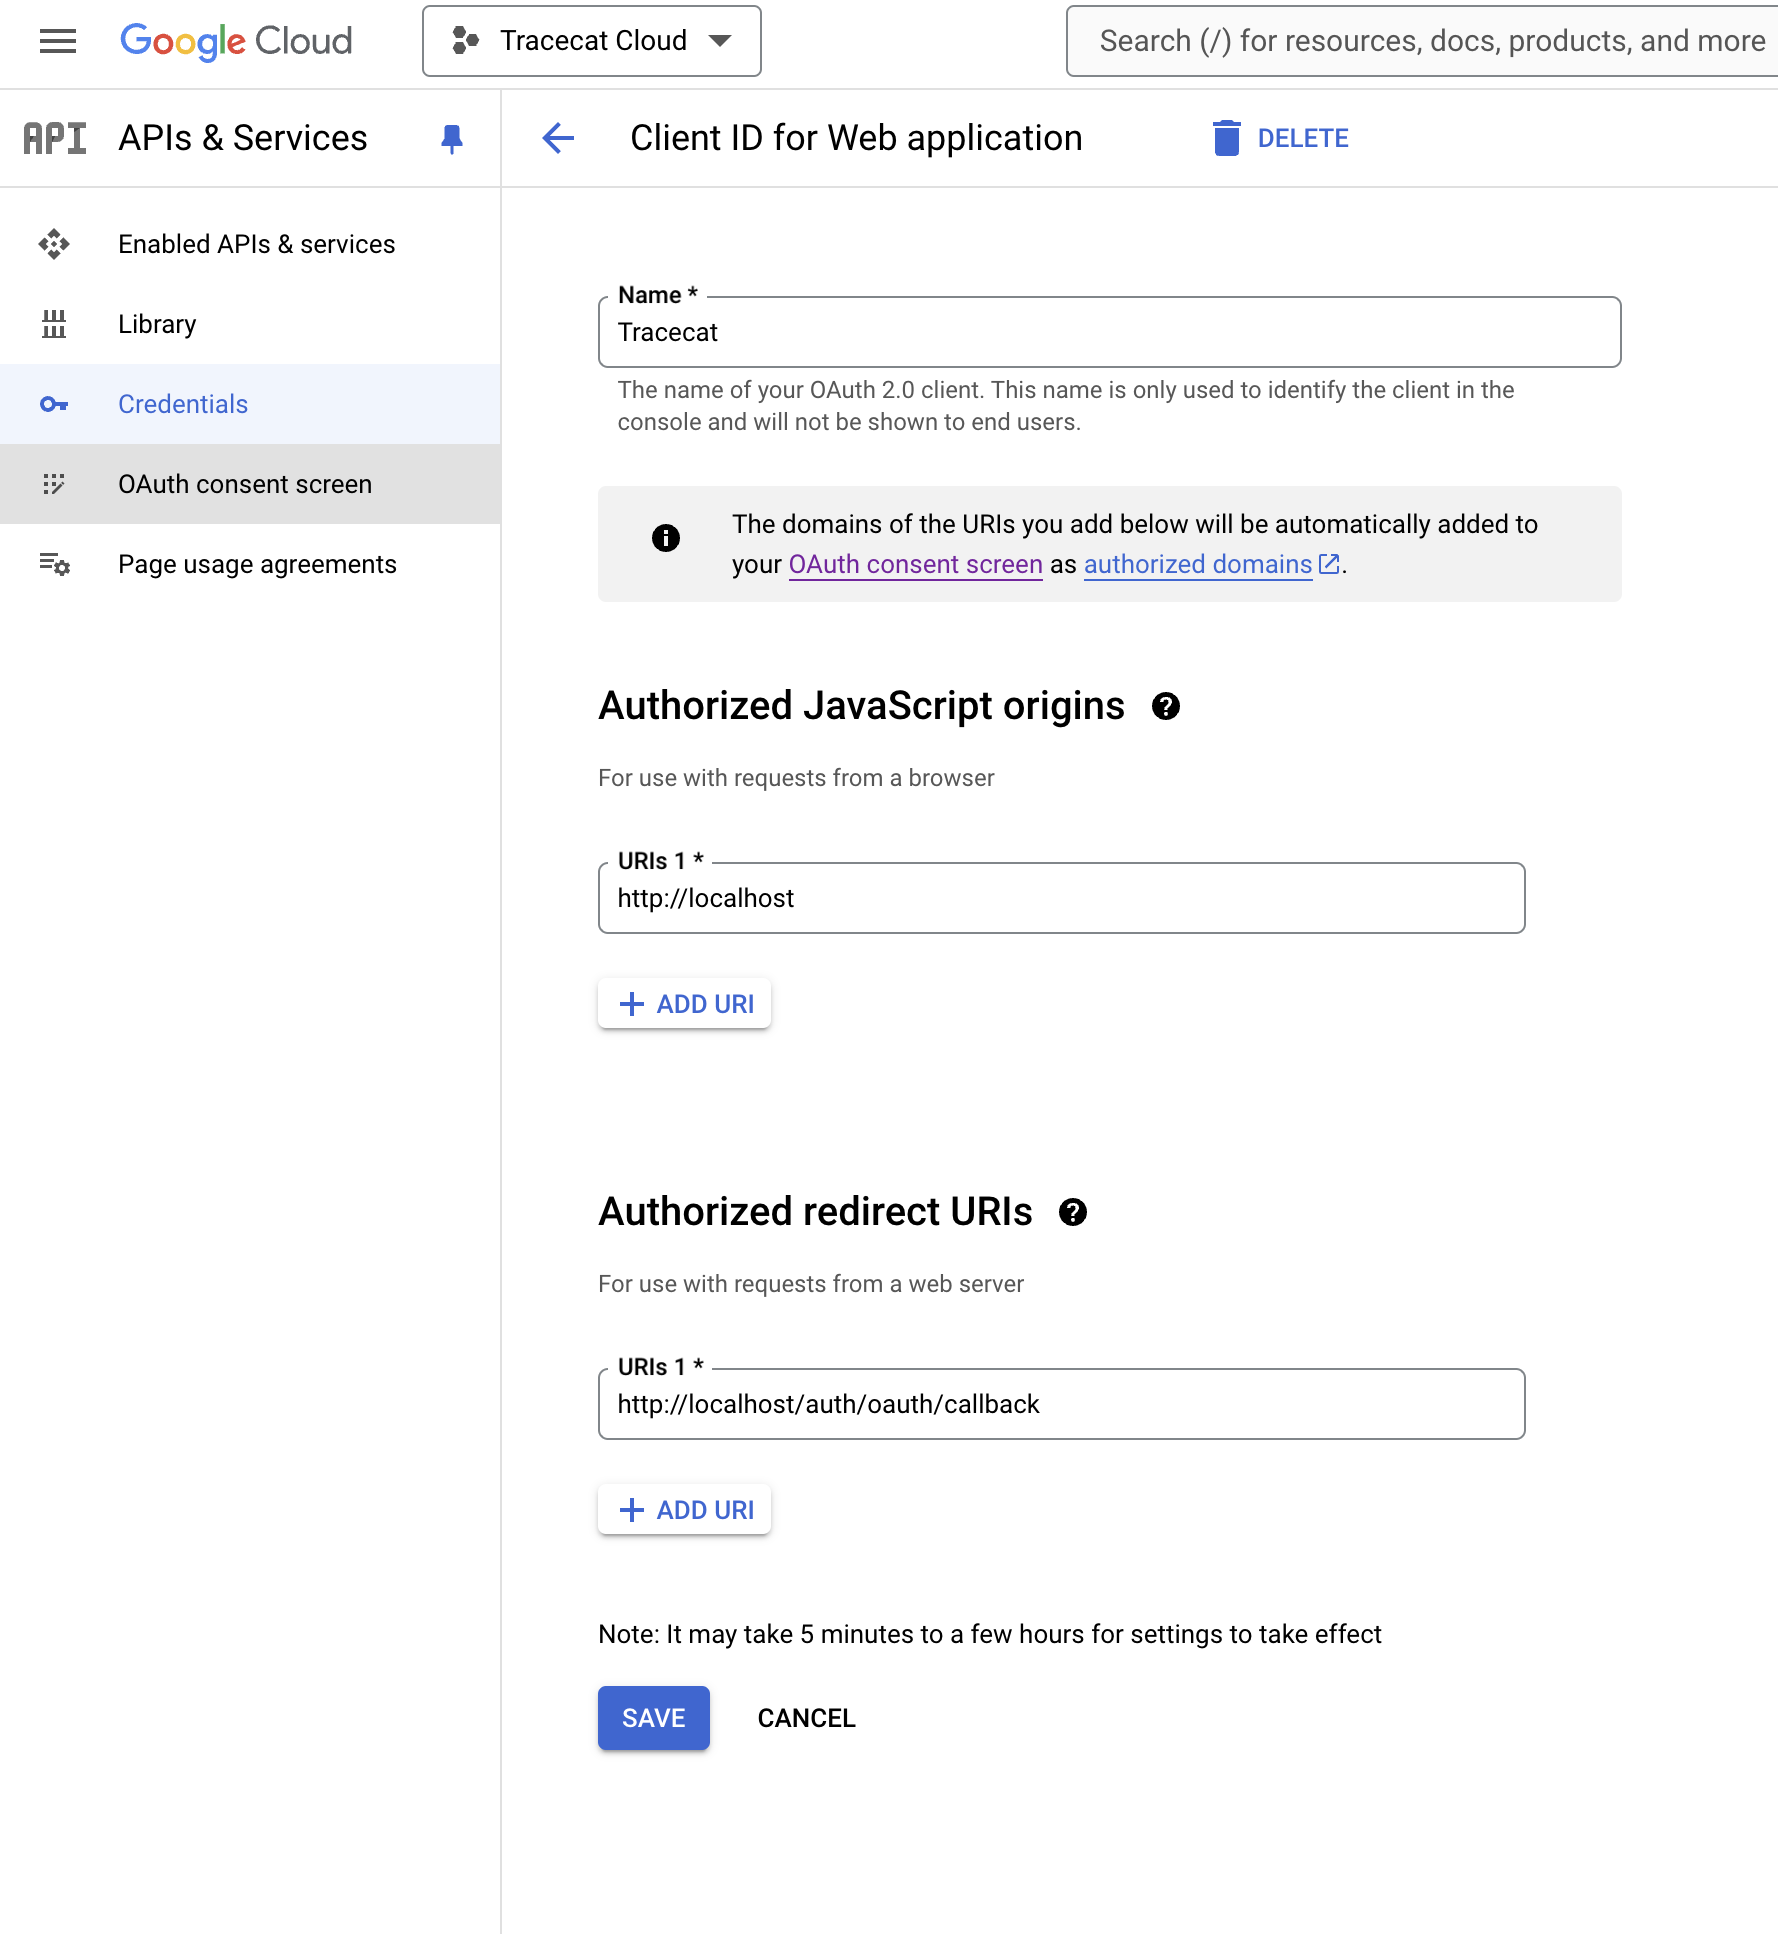 Google Cloud
Tracecat Cloud
Search (/) for resources, docs, products, and more
API
APIs & Services
Client ID for Web application
DELETE
Enabled APIs & services
Library
Credentials
OAuth consent screen
Page usage agreements
Name *
Tracecat
The name of your OAuth 2.0 client. This name is only used to identify the client in the
console and will not be shown to end users.
The domains of the URIs you add below will be automatically added to
your OAuth consent screen as authorized domains.
Authorized JavaScript origins
For use with requests from a browser
URIs 1 *
http://localhost
ADD URI
Authorized redirect URIs
For use with requests from a web server
URIs 1 *
http://localhost/auth/oauth/callback
ADD URI
Note: It may take 5 minutes to a few hours for settings to take effect
SAVE
CANCEL